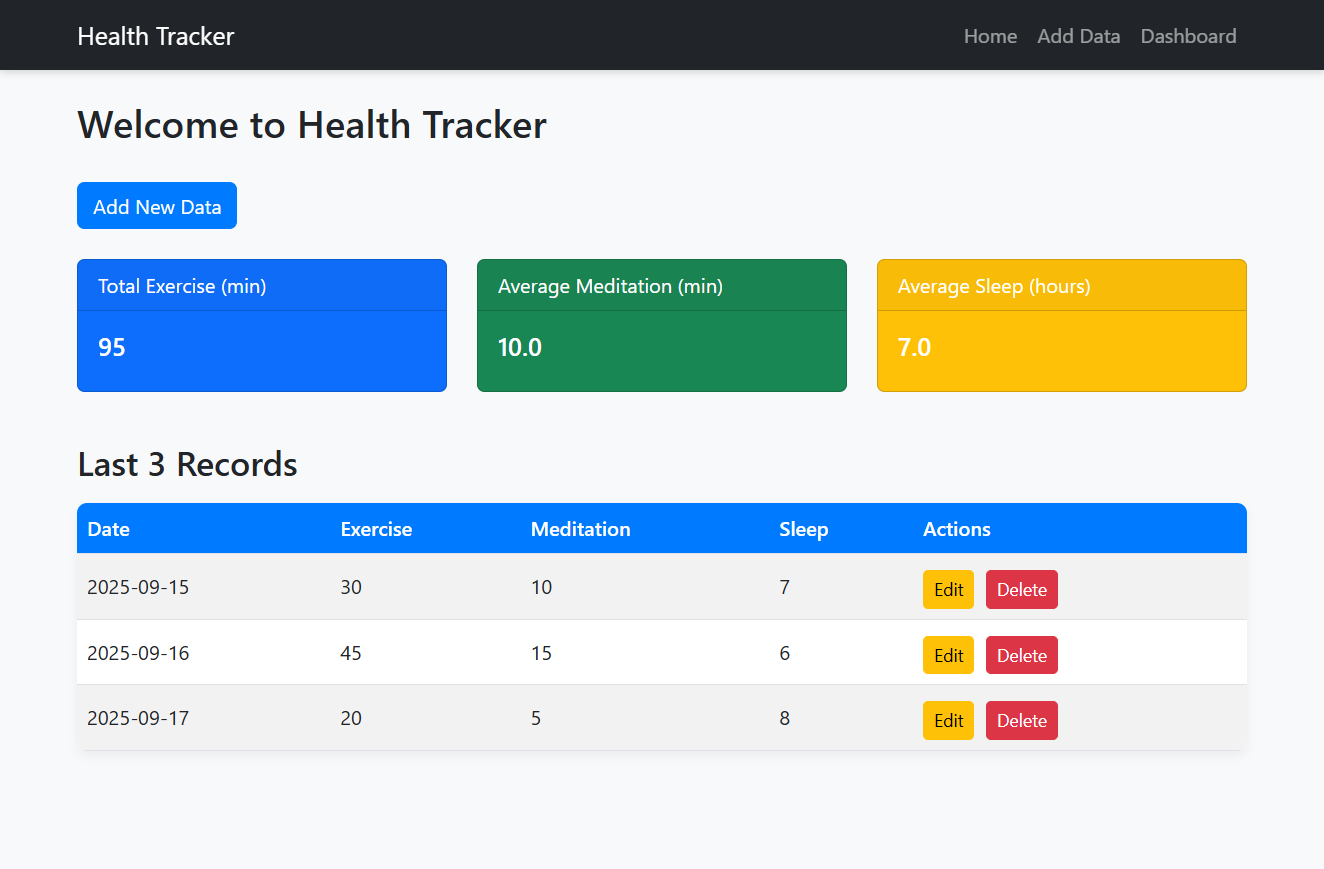 Health Tracker Home Add Data Dashboard
Welcome to Health Tracker
Add New Data
Total Exercise (min) Average Meditation (min) Average Sleep (hours)
95 10.0 7.0
Last 3 Records
Date Exercise Meditation Sleep Actions
2025-09-15 30 10 7 Edit Delete
2025-09-16 45 15 6 Edit Delete
2025-09-17 20 5 8 Edit Delete